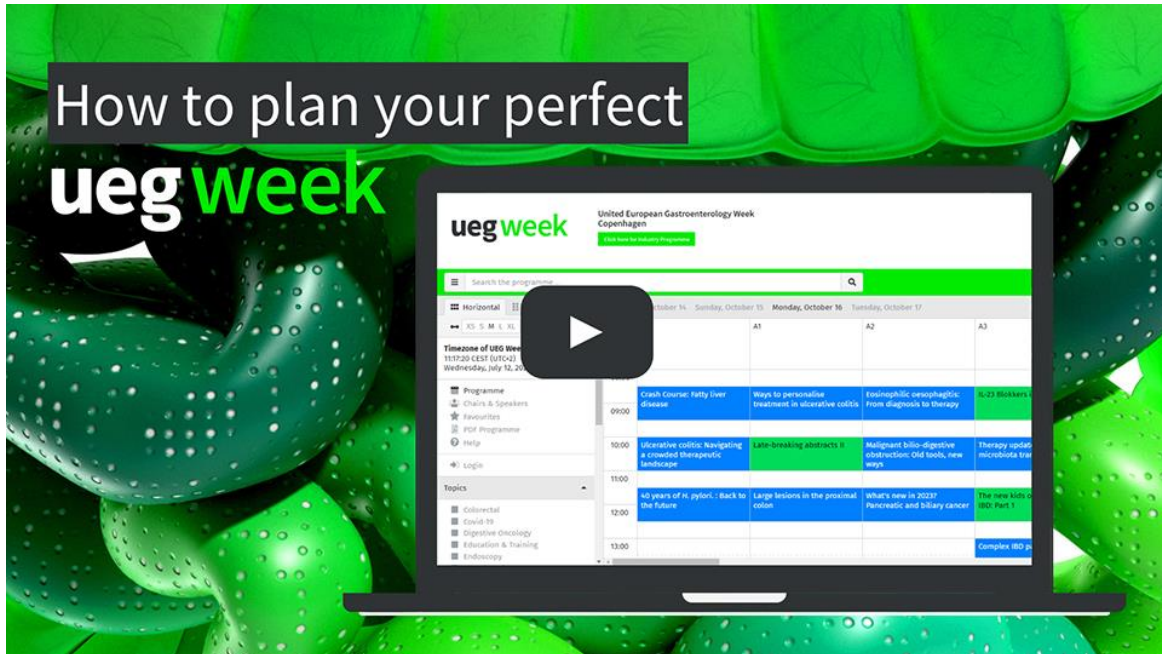 How to plan your perfect
ueg week
ueg week
United European Gastroenterology Week
Copenhagen
Click here for Industry Programme
Search the programme...
Horizontal
October 14 Sunday, October 15 Monday, October 16 Tuesday, October 17
XS S M L XL
A1 A2 A3
Timezone of UEG Wee
11:17:20 CEST (UTC+2)
Wednesday, July 12, 202
Programme
Chairs & Speakers
Favourites
PDF Programme
Help
Login
Topics
Colorectal
Covid-19
Digestive Oncology
Education & Training
Endoscopy
09:00
Crash Course: Fatty liver
disease
Ways to personalise
treatment in ulcerative colitis
Eosinophilic oesophagitis:
From diagnosis to therapy
IL-23 Blokkers i
10:00
Ulcerative colitis: Navigating
a crowded therapeutic
landscape
Late-breaking abstracts II
Malignant bilio-digestive
obstruction: Old tools, new
ways
Therapy updat
microbiota tran
11:00
40 years of H. pylori. : Back to
the future
Large lesions in the proximal
colon
What's new in 2023?
Pancreatic and biliary cancer
The new kids o
IBD: Part 1
12:00
13:00
Complex IBD p